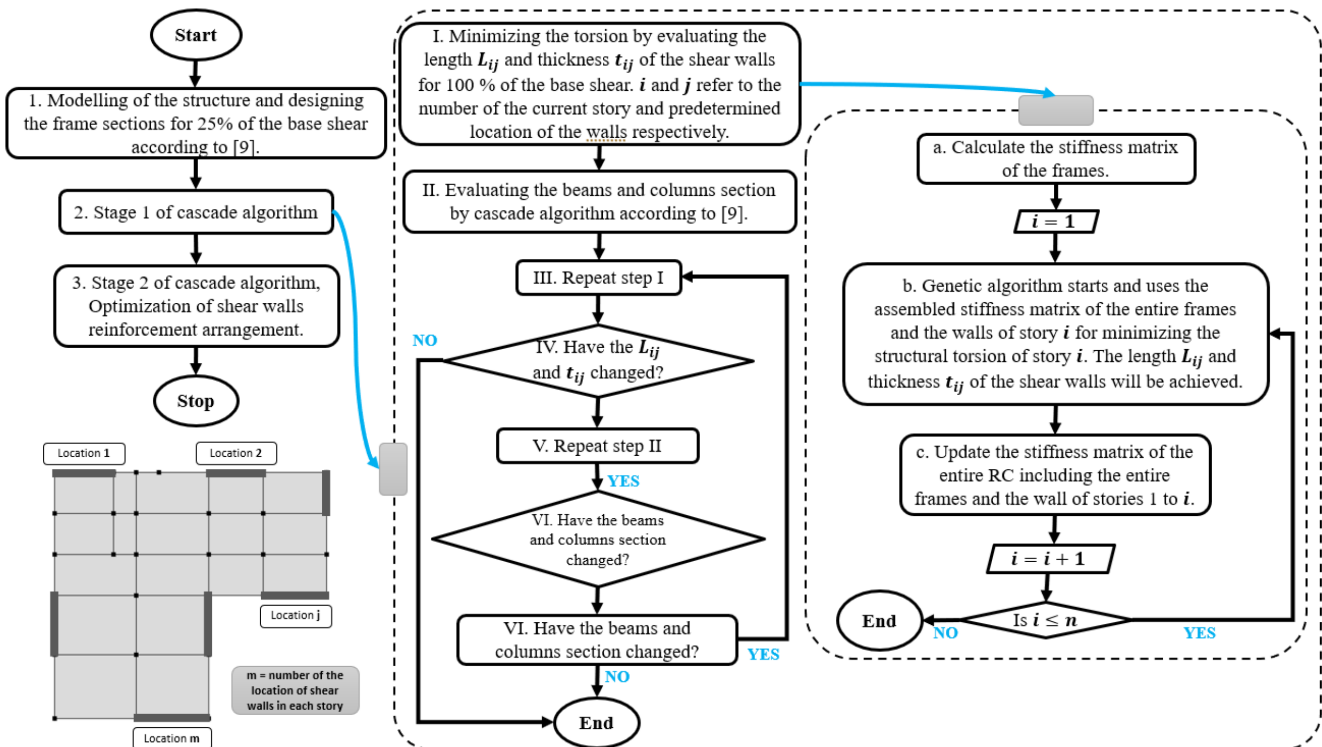 Start
1. Modelling of the structure and designing
the frame sections for 25% of the base shear
according to [9].
2. Stage 1 of cascade algorithm
3. Stage 2 of cascade algorithm,
Optimization of shear walls
reinforcement arrangement.
Stop
Location 1
Location 2
Location j
m = number of the
location of shear
walls in each story
Location m
I. Minimizing the torsion by evaluating the
length L_ij and thickness t_ij of the shear walls
for 100 % of the base shear. i and j refer to the
number of the current story and predetermined
location of the walls respectively.
II. Evaluating the beams and columns section
by cascade algorithm according to [9].
III. Repeat step I
NO
IV. Have the L_ij
and t_ij changed?
V. Repeat step II
YES
VI. Have the beams
and columns section
changed?
VI. Have the beams and
columns section changed?
YES
NO
End
a. Calculate the stiffness matrix
of the frames.
i = 1
b. Genetic algorithm starts and uses the
assembled stiffness matrix of the entire frames
and the walls of story i for minimizing the
structural torsion of story i. The length L_ij and
thickness t_ij of the shear walls will be achieved.
c. Update the stiffness matrix of the
entire RC including the entire
frames and the wall of stories 1 to i.
i = i + 1
Is i ≤ n
End
NO
YES